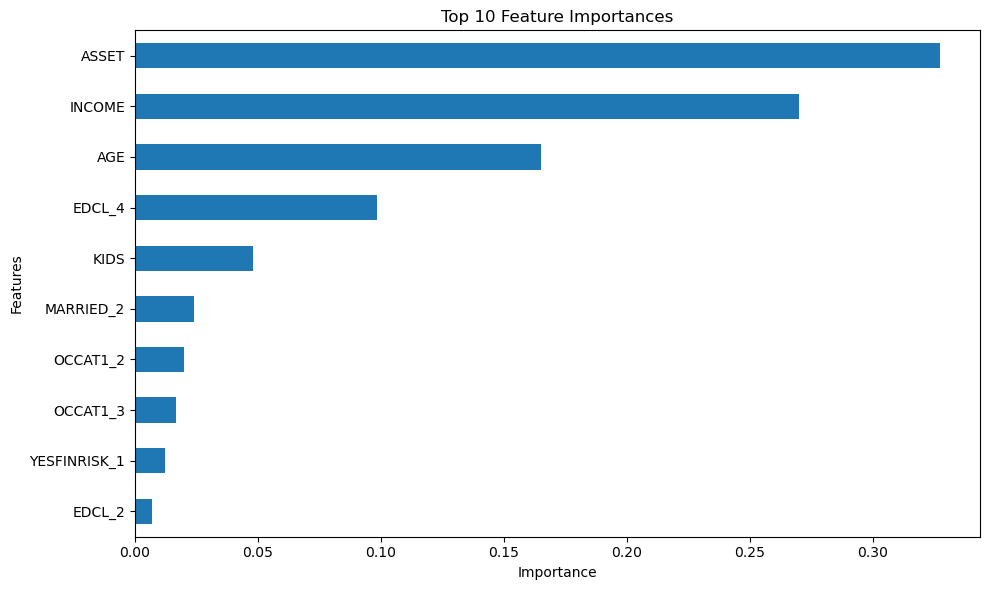 Top 10 Feature Importances
Features
ASSET
INCOME
AGE
EDCL_4
KIDS
MARRIED_2
OCCAT1_2
OCCAT1_3
YESFINRISK_1
EDCL_2
0.00 0.05 0.10 0.15 0.20 0.25 0.30
Importance